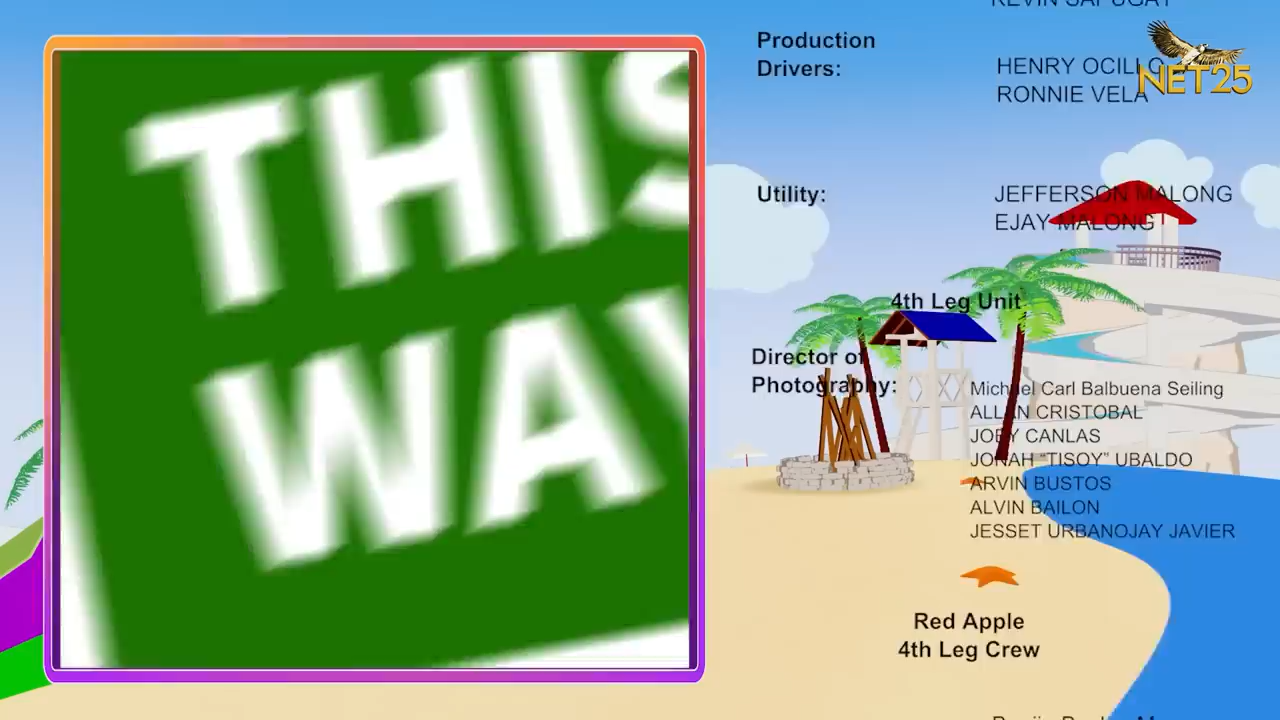 THIS
WAY
KEVIN SAPUGAY
Production
Drivers:
HENRY OCILLO
RONNIE VELA
NET25
Utility:
JEFFERSON MALONG
EJAY MALONG
4th Leg Unit
Director of
Photography:
Michael Carl Balbuena Seiling
ALLAN CRISTOBAL
JOEY CANLAS
JONAH “TISOY” UBALDO
ARVIN BUSTOS
ALVIN BAILON
JESSET URBANOJAY JAVIER
Red Apple
4th Leg Crew